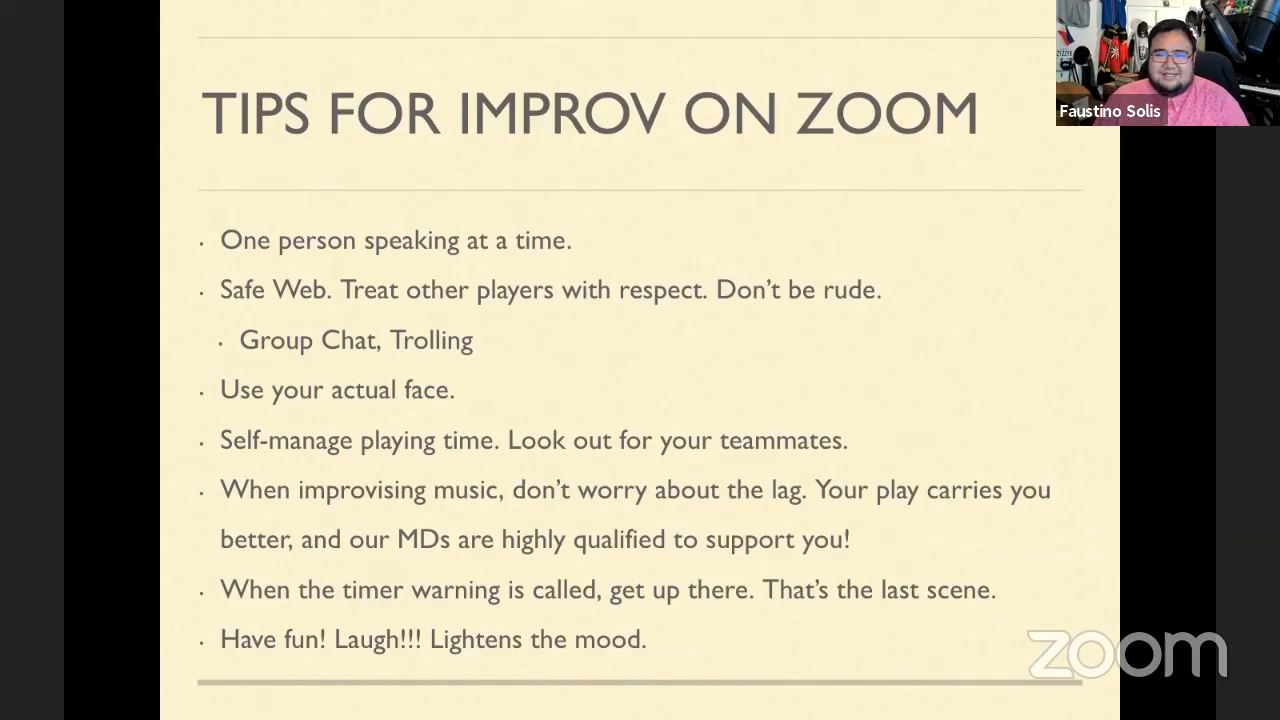 TIPS FOR IMPROV ON ZOOM
Faustino Solis
· One person speaking at a time.
· Safe Web. Treat other players with respect. Don’t be rude.
· Group Chat, Trolling
· Use your actual face.
· Self-manage playing time. Look out for your teammates.
· When improvising music, don’t worry about the lag. Your play carries you
better, and our MDs are highly qualified to support you!
· When the timer warning is called, get up there. That’s the last scene.
· Have fun! Laugh!!! Lightens the mood.
zoom